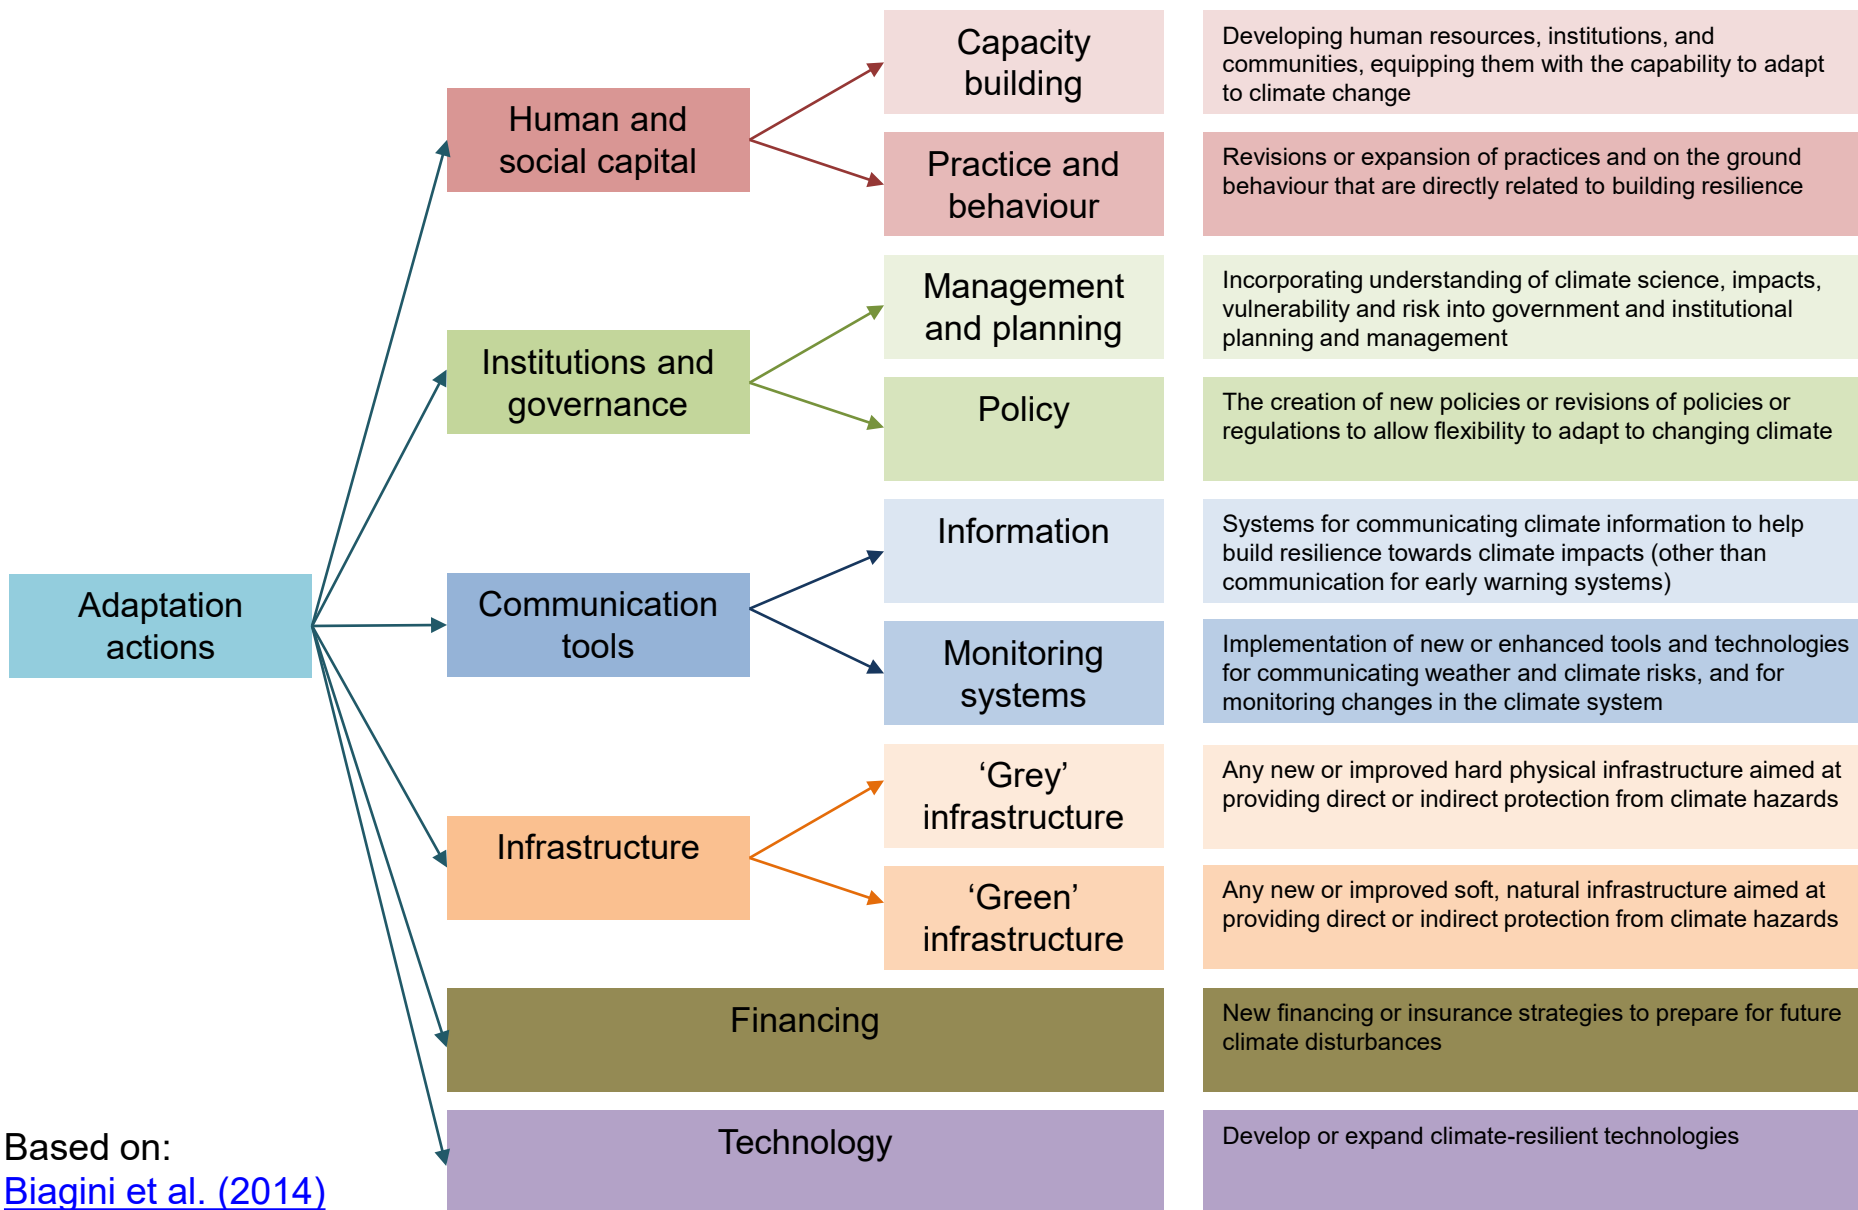 Adaptation
actions
Human and
social capital
Capacity
building
Developing human resources, institutions, and
communities, equipping them with the capability to adapt
to climate change
Practice and
behaviour
Revisions or expansion of practices and on the ground
behaviour that are directly related to building resilience
Institutions and
governance
Management
and planning
Incorporating understanding of climate science, impacts,
vulnerability and risk into government and institutional
planning and management
Policy
The creation of new policies or revisions of policies or
regulations to allow flexibility to adapt to changing climate
Communication
tools
Information
Systems for communicating climate information to help
build resilience towards climate impacts (other than
communication for early warning systems)
Monitoring
systems
Implementation of new or enhanced tools and technologies
for communicating weather and climate risks, and for
monitoring changes in the climate system
Infrastructure
‘Grey’
infrastructure
Any new or improved hard physical infrastructure aimed at
providing direct or indirect protection from climate hazards
‘Green’
infrastructure
Any new or improved soft, natural infrastructure aimed at
providing direct or indirect protection from climate hazards
Financing
New financing or insurance strategies to prepare for future
climate disturbances
Technology
Develop or expand climate-resilient technologies
Based on:
Biagini et al. (2014)